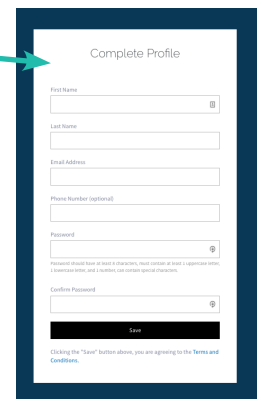 Complete Profile
First Name
Last Name
Email Address
Phone Number (optional)
Password
Password should have at least 8 characters, must contain at least 1 uppercase letter,
1 lowercase letter, and 1 number, can contain special characters.
Confirm Password
Save
Clicking the "Save" button above, you are agreeing to the Terms and
Conditions.